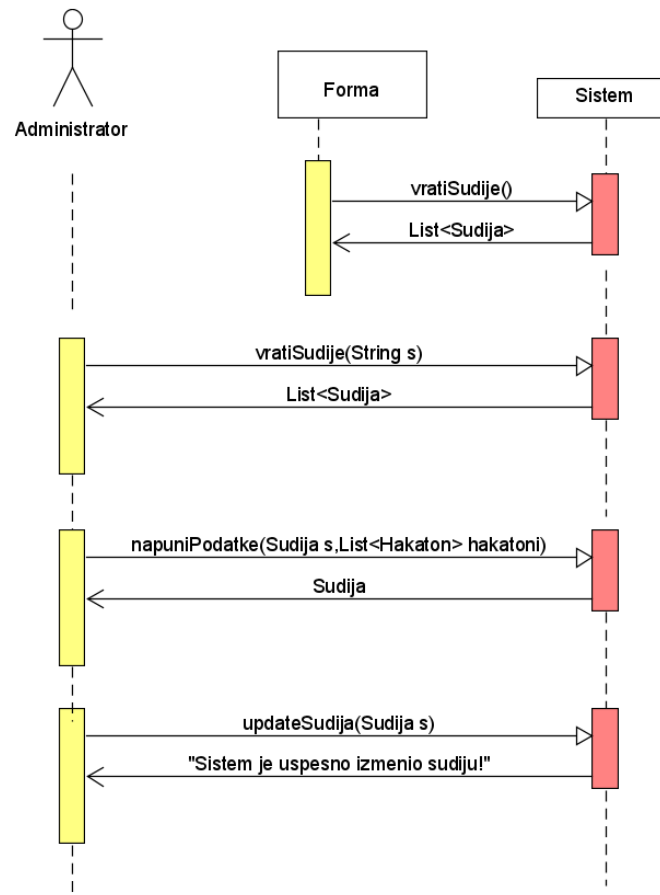 Administrator
Forma
Sistem
vratiSudije()
List<Sudija>
vratiSudije(String s)
List<Sudija>
napuniPodatke(Sudija s,List<Hakaton> hakatoni)
Sudija
updateSudija(Sudija s)
"Sistem je uspesno izmenio sudiju!"